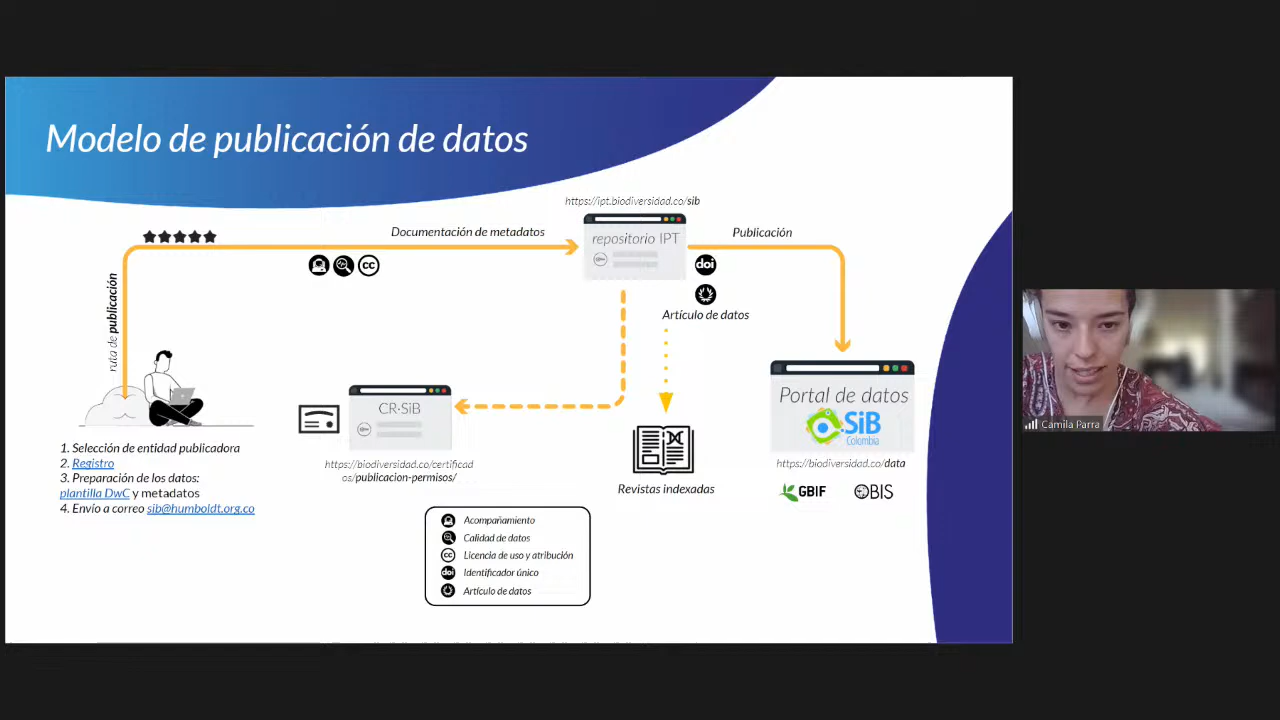 Modelo de publicación de datos
https://ipt.biodiversidad.co/sib
Documentación de metadatos
repositorio IPT
Publicación
cc
doi
Artículo de datos
ruta de publicación
CR·SiB
https://biodiversidad.co/certificad
os/publicacion-permisos/
Revistas indexadas
Portal de datos
SiB
Colombia
https://biodiversidad.co/data
GBIF
OBIS
1. Selección de entidad publicadora
2. Registro
3. Preparación de los datos:
plantilla DwC y metadatos
4. Envío a correo sib@humboldt.org.co
Acompañamiento
Calidad de datos
cc Licencia de uso y atribución
doi Identificador único
Artículo de datos
Camila Parra